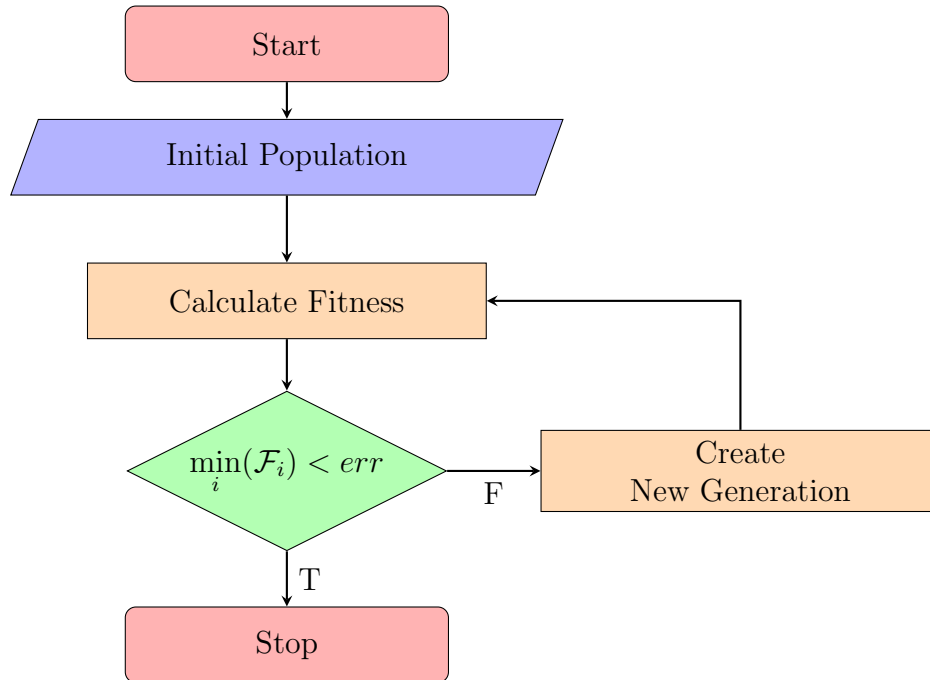 Start
Initial Population
Calculate Fitness
min(ℱᵢ) < err
i
F
Create
New Generation
T
Stop